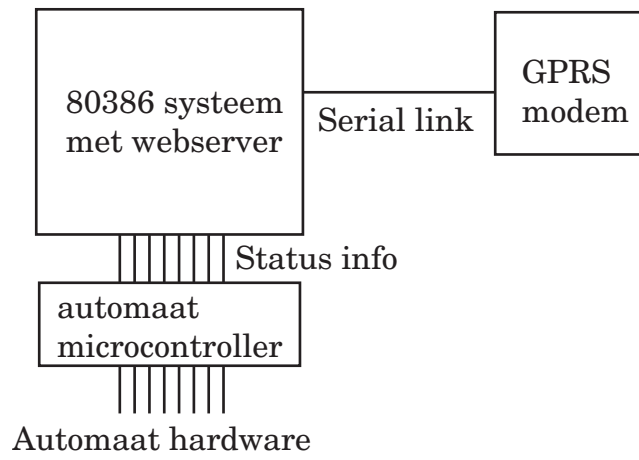 80386 systeem
met webserver
Serial link
GPRS
modem
Status info
automaat
microcontroller
Automaat hardware